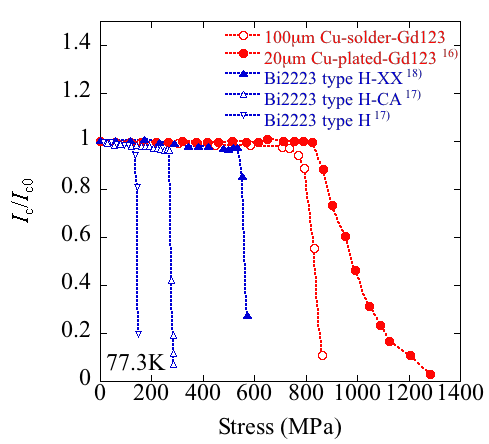 1.4
1.2
1
0.8
0.6
0.4
0.2
0
0 200 400 600 800 1000 1200 1400
Ic/Ic0
Stress (MPa)
77.3K
100μm Cu-solder-Gd123
20μm Cu-plated-Gd123 16)
Bi2223 type H-XX 18)
Bi2223 type H-CA 17)
Bi2223 type H 17)